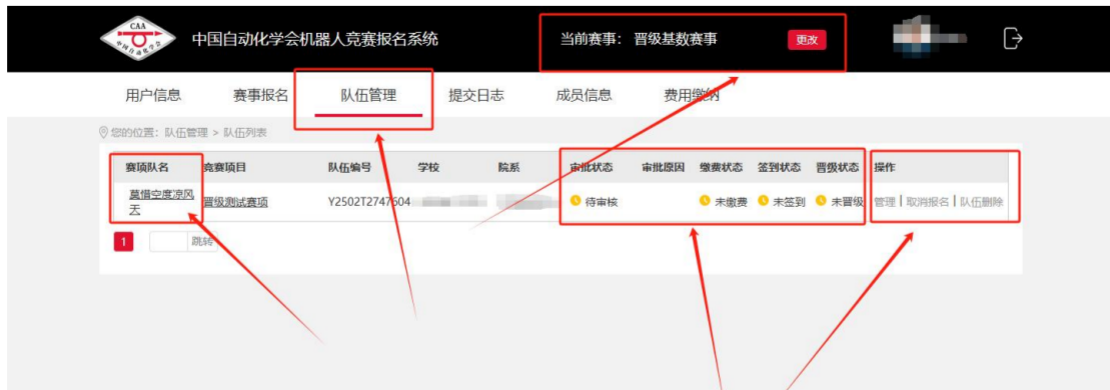 CAA
中国自动化学会
中国自动化学会机器人竞赛报名系统
当前赛事： 晋级基数赛事
更改
用户信息 赛事报名 队伍管理 提交日志 成员信息 费用缴纳
您的位置：队伍管理 > 队伍列表
赛项队名 竞赛项目 队伍编号 学校 院系 审批状态 审批原因 缴费状态 签到状态 晋级状态 操作
莫惜空度凉风
天
晋级测试赛项 Y2502T2747604 待审核 未缴费 未签到 未晋级 管理 | 取消报名 | 队伍删除
1 跳转